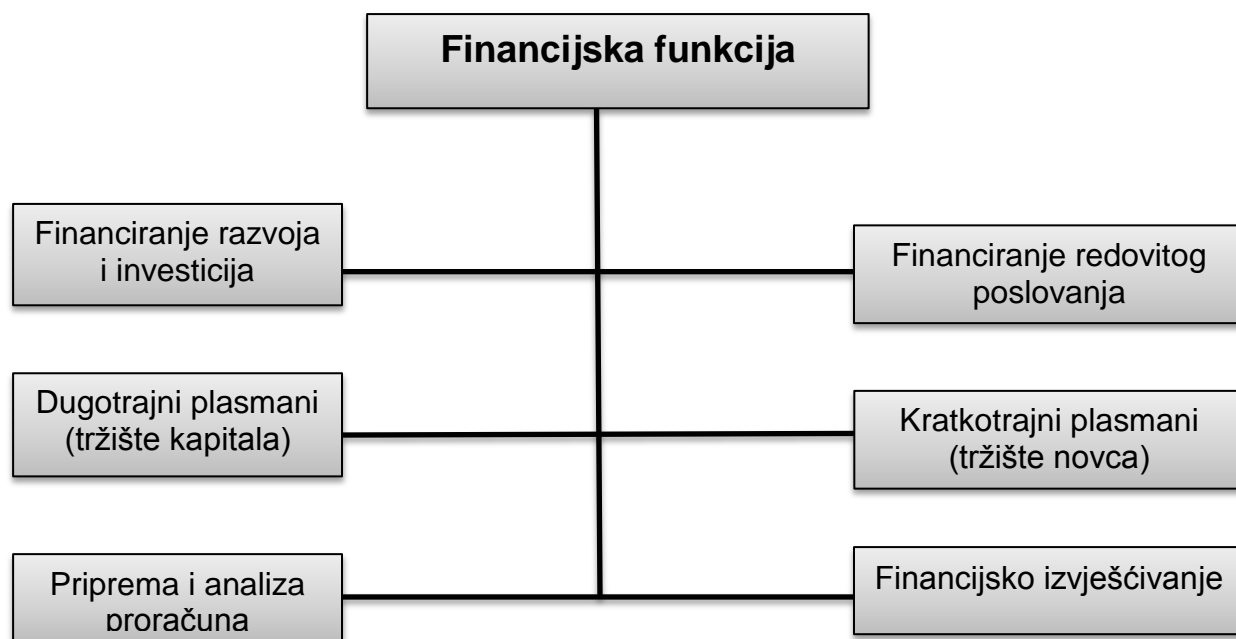 Financijska funkcija
Financiranje razvoja
i investicija
Financiranje redovitog
poslovanja
Dugotrajni plasmani
(tržište kapitala)
Kratkotrajni plasmani
(tržište novca)
Priprema i analiza
proračuna
Financijsko izvješćivanje